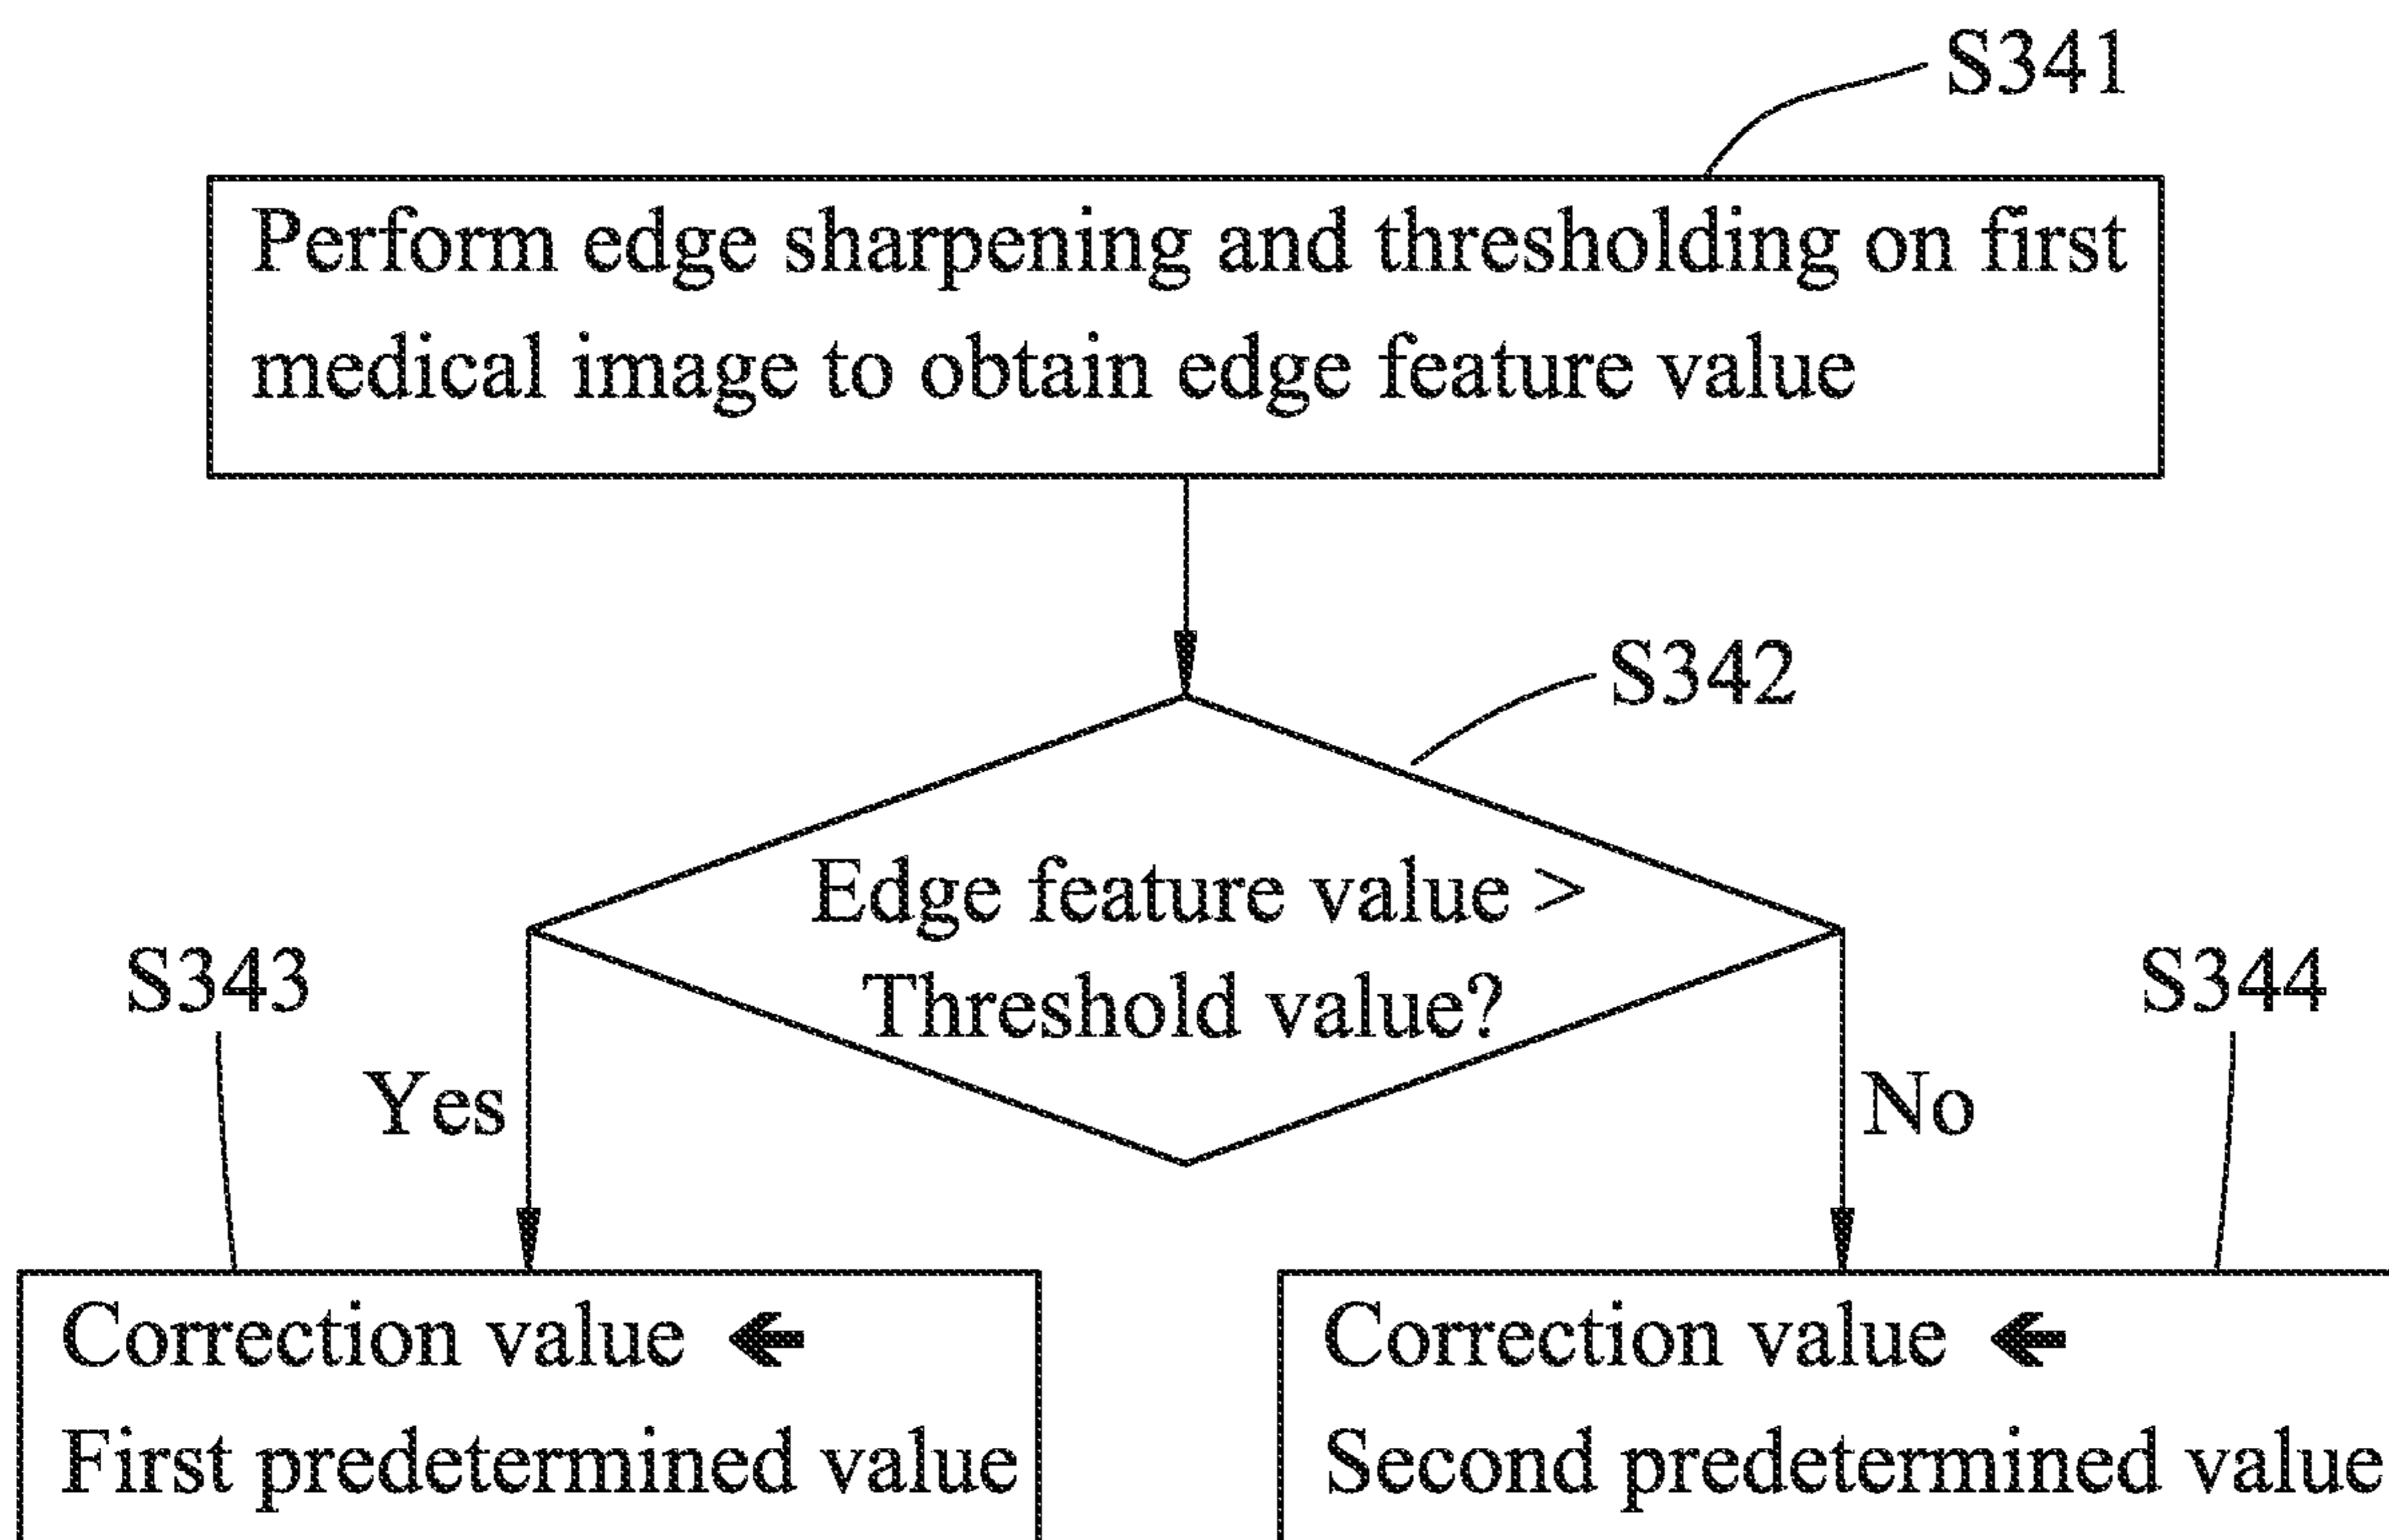 S341
Perform edge sharpening and thresholding on first
medical image to obtain edge feature value
S342
Edge feature value >
Threshold value?
S343
S344
Yes
No
Correction value ←
First predetermined value
Correction value ←
Second predetermined value